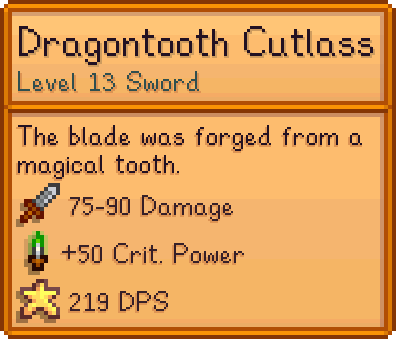 Dragontooth Cutlass
Level 13 Sword
The blade was forged from a
magical tooth.
75-90 Damage
+50 Crit. Power
219 DPS